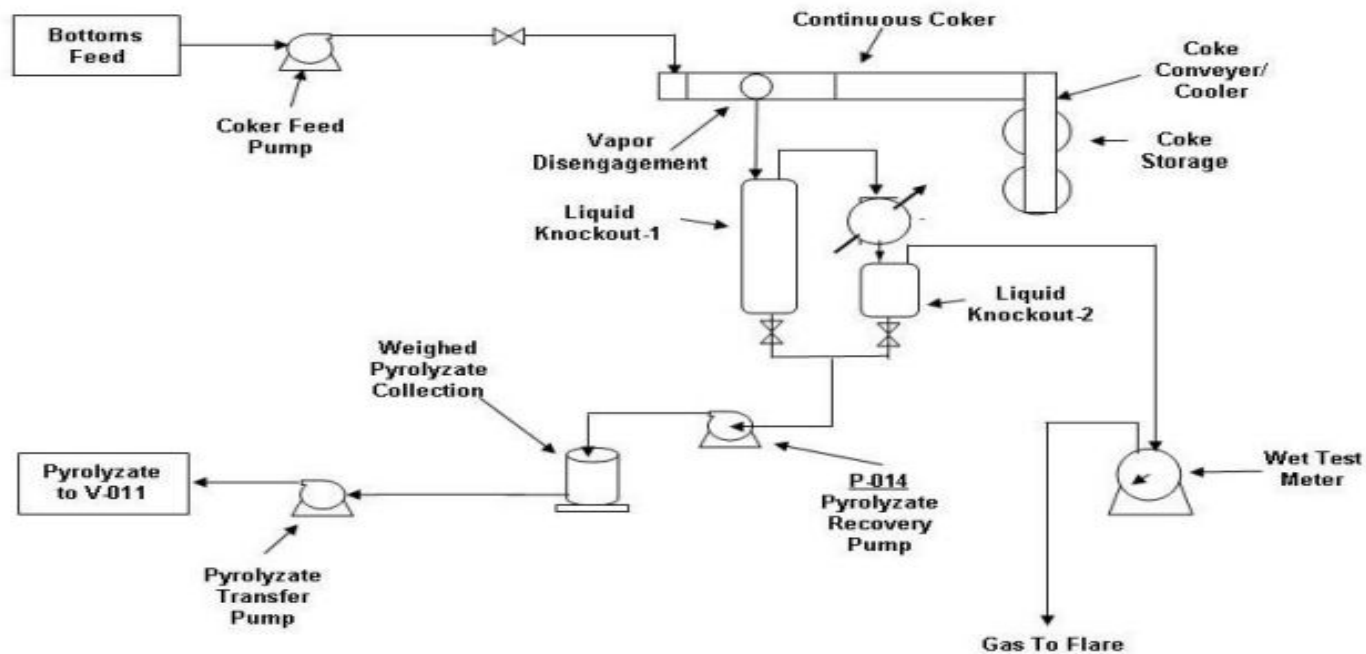 Bottoms
Feed
Coker Feed
Pump
Continuous Coker
Coke
Conveyer/
Cooler
Vapor
Disengagement
Coke
Storage
Liquid
Knockout-1
Liquid
Knockout-2
Weighed
Pyrolyzate
Collection
Pyrolyzate
to V-011
Pyrolyzate
Transfer
Pump
P-014
Pyrolyzate
Recovery
Pump
Wet Test
Meter
Gas To Flare